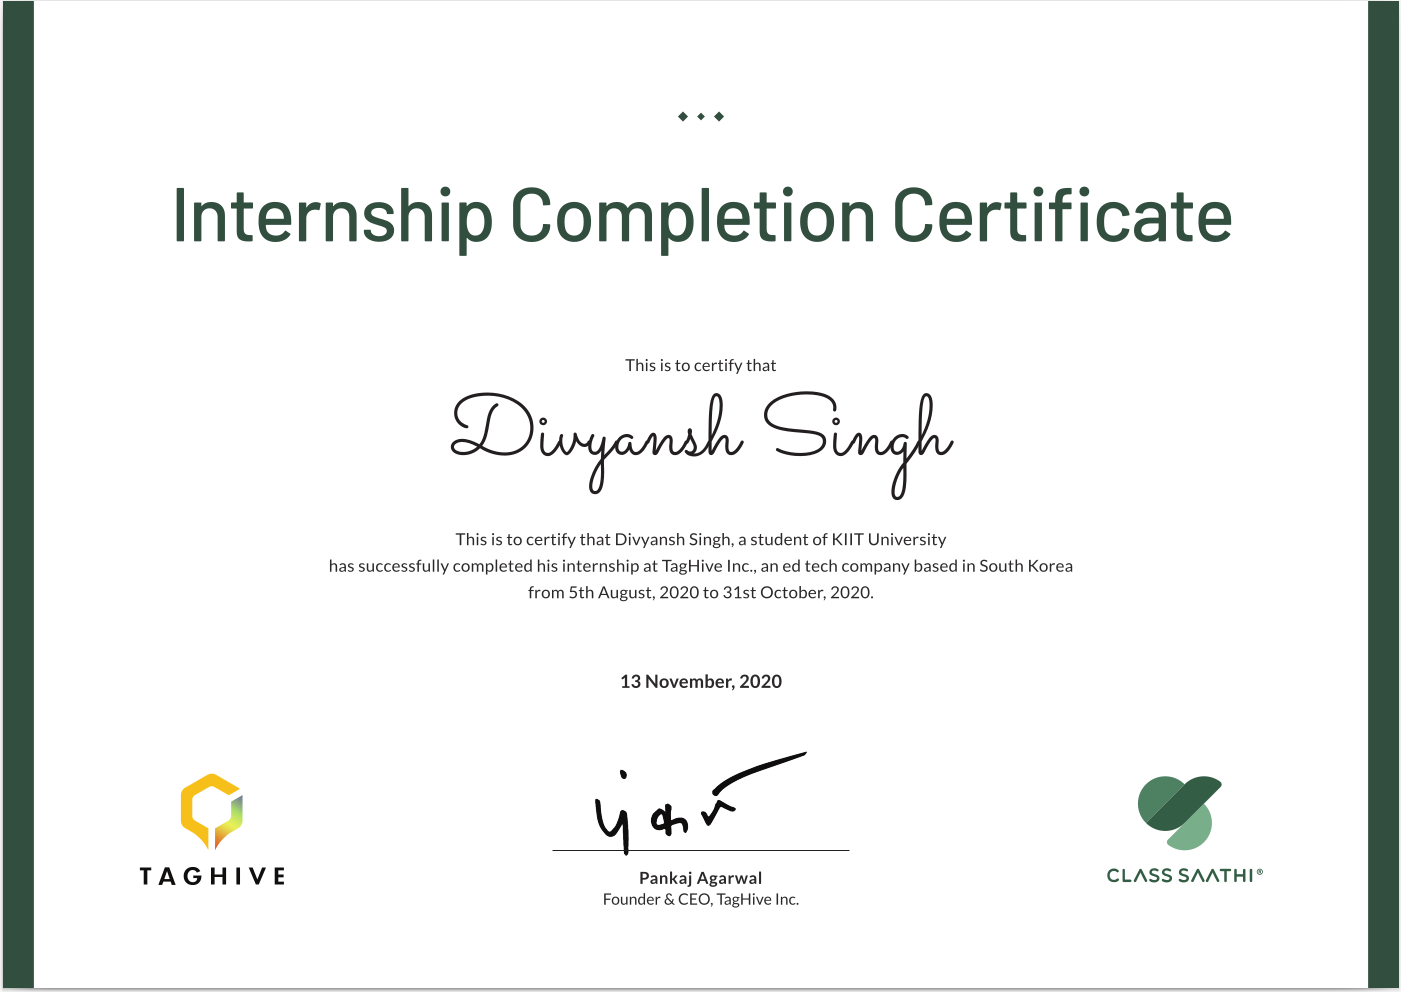 Internship Completion Certificate
This is to certify that
Divyansh Singh
This is to certify that Divyansh Singh, a student of KIIT University
has successfully completed his internship at TagHive Inc., an ed tech company based in South Korea
from 5th August, 2020 to 31st October, 2020.
13 November, 2020
TAGHIVE
Pankaj Agarwal
Founder & CEO, TagHive Inc.
CLASS SAATHI®